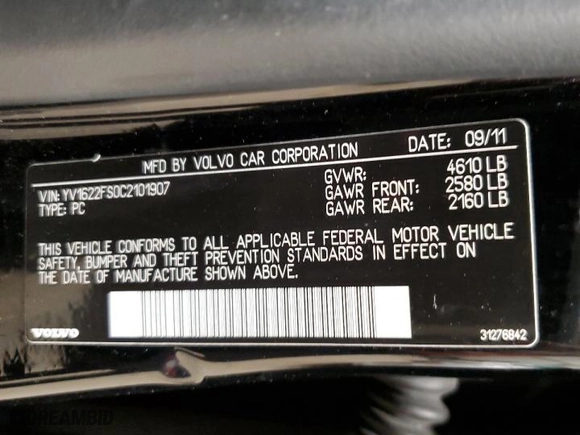 MFD BY VOLVO CAR CORPORATION DATE: 09/11
VIN: YV1622FS0C2101907 GVWR: 4610 LB
TYPE: PC GAWR FRONT: 2580 LB
GAWR REAR: 2160 LB
THIS VEHICLE CONFORMS TO ALL APPLICABLE FEDERAL MOTOR VEHICLE
SAFETY, BUMPER AND THEFT PREVENTION STANDARDS IN EFFECT ON
THE DATE OF MANUFACTURE SHOWN ABOVE.
VOLVO 31276842